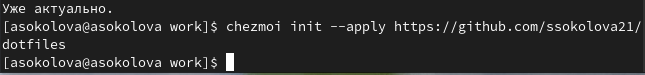 Уже актуально.
[asokolova@asokolova work]$ chezmoi init --apply https://github.com/ssokolova21/
dotfiles
[asokolova@asokolova work]$